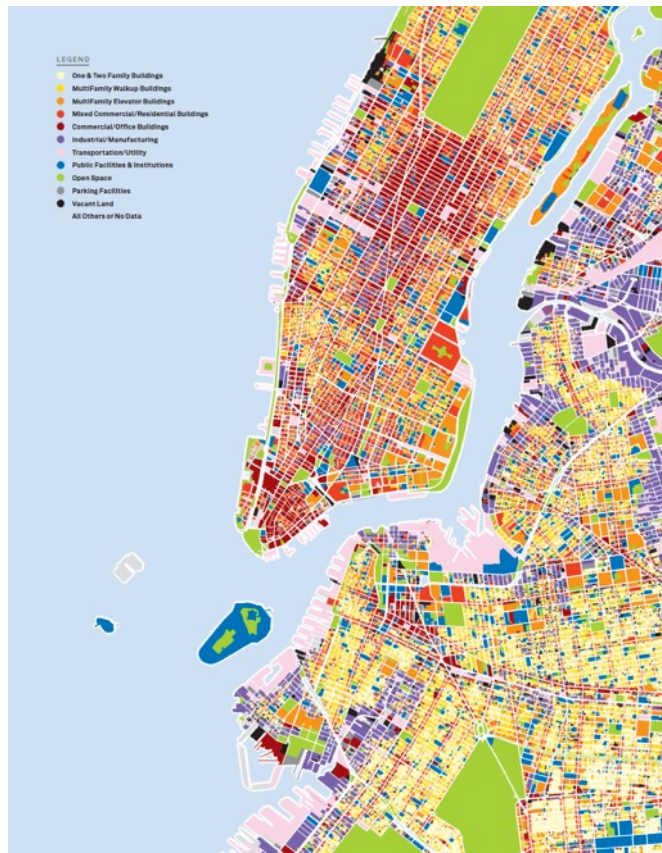 LEGEND
One & Two Family Buildings
MultiFamily Walkup Buildings
MultiFamily Elevator Buildings
Mixed Commercial/Residential Buildings
Commercial/Office Buildings
Industrial/Manufacturing
Transportation/Utility
Public Facilities & Institutions
Open Space
Parking Facilities
Vacant Land
All Others or No Data